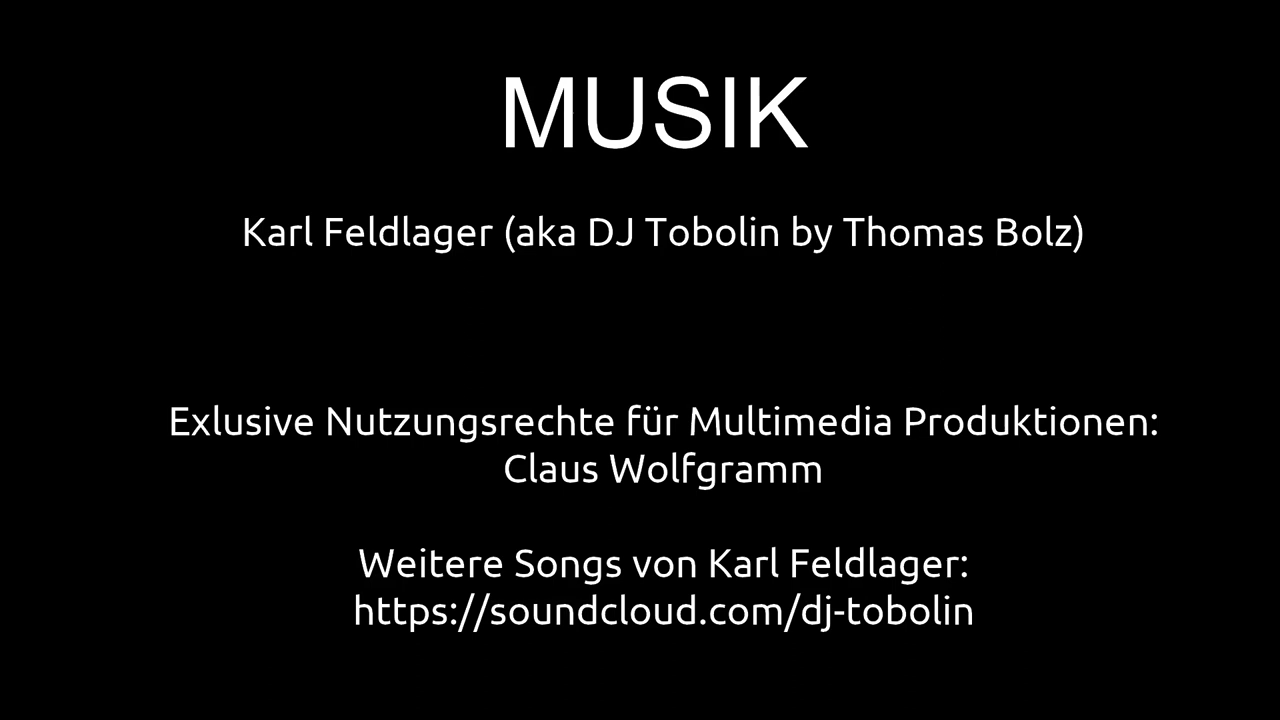 MUSIK
Karl Feldlager (aka DJ Tobolin by Thomas Bolz)
Exlusive Nutzungsrechte für Multimedia Produktionen:
Claus Wolfgramm
Weitere Songs von Karl Feldlager:
https://soundcloud.com/dj-tobolin